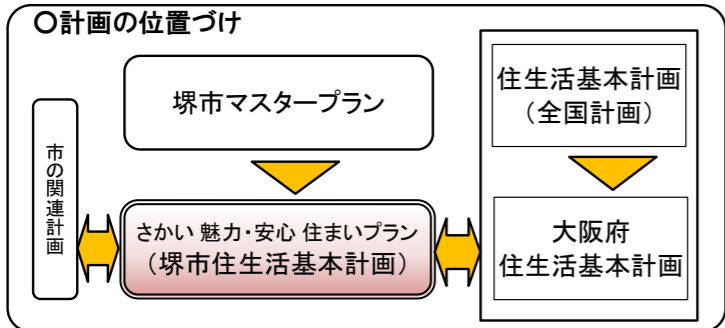 〇計画の位置づけ
堺市マスタープラン
市の関連計画
さかい 魅力・安心 住まいプラン
（堺市住生活基本計画）
住生活基本計画
（全国計画）
大阪府
住生活基本計画